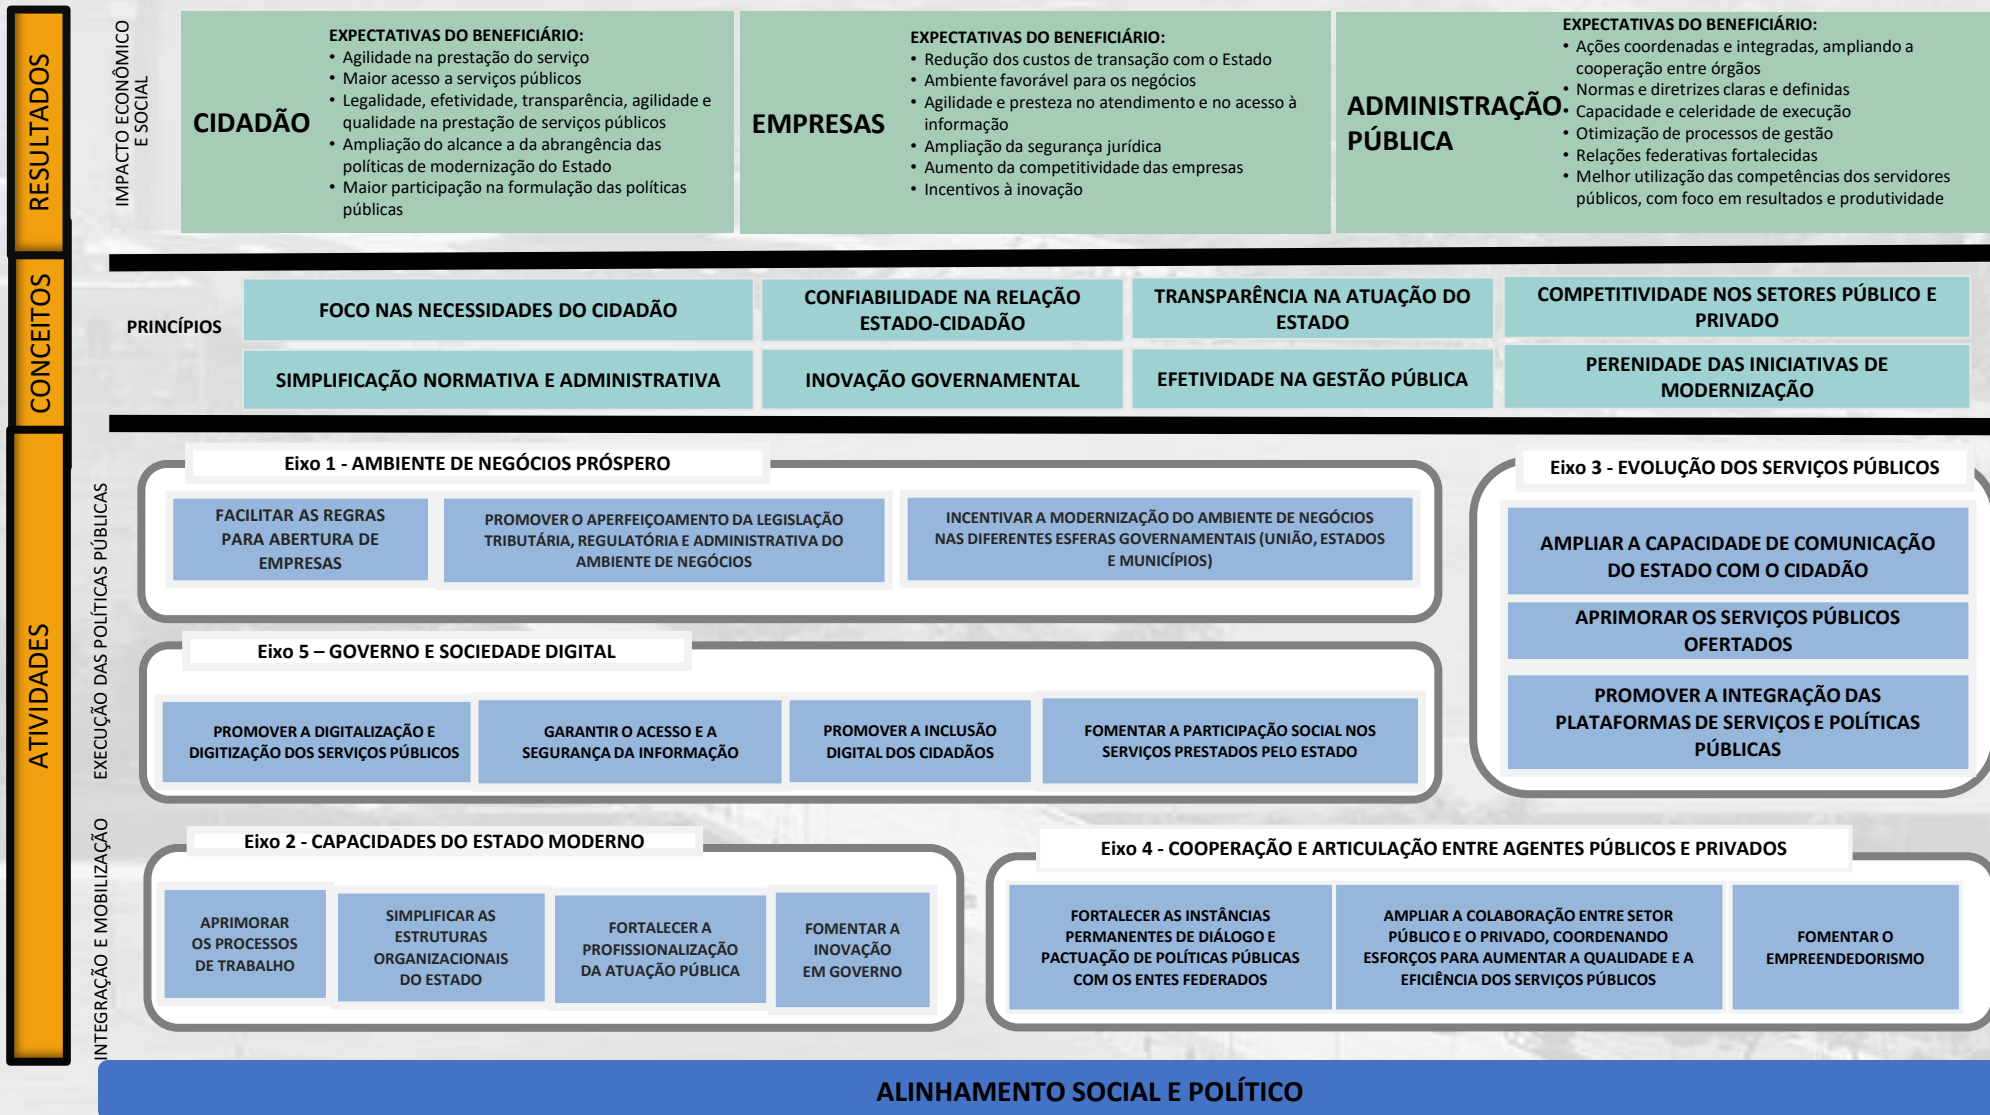 RESULTADOS
IMPACTO ECONÔMICO
E SOCIAL
CIDADÃO
EXPECTATIVAS DO BENEFICIÁRIO:
• Agilidade na prestação do serviço
• Maior acesso a serviços públicos
• Legalidade, efetividade, transparência, agilidade e
qualidade na prestação de serviços públicos
• Ampliação do alcance a da abrangência das
políticas de modernização do Estado
• Maior participação na formulação das políticas
públicas
EMPRESAS
EXPECTATIVAS DO BENEFICIÁRIO:
• Redução dos custos de transação com o Estado
• Ambiente favorável para os negócios
• Agilidade e presteza no atendimento e no acesso à
informação
• Ampliação da segurança jurídica
• Aumento da competitividade das empresas
• Incentivos à inovação
ADMINISTRAÇÃO
PÚBLICA
EXPECTATIVAS DO BENEFICIÁRIO:
• Ações coordenadas e integradas, ampliando a
cooperação entre órgãos
• Normas e diretrizes claras e definidas
• Capacidade e celeridade de execução
• Otimização de processos de gestão
• Relações federativas fortalecidas
• Melhor utilização das competências dos servidores
públicos, com foco em resultados e produtividade
CONCEITOS
PRINCÍPIOS
FOCO NAS NECESSIDADES DO CIDADÃO
CONFIABILIDADE NA RELAÇÃO
ESTADO-CIDADÃO
TRANSPARÊNCIA NA ATUAÇÃO DO
ESTADO
COMPETITIVIDADE NOS SETORES PÚBLICO E
PRIVADO
SIMPLIFICAÇÃO NORMATIVA E ADMINISTRATIVA
INOVAÇÃO GOVERNAMENTAL
EFETIVIDADE NA GESTÃO PÚBLICA
PERENIDADE DAS INICIATIVAS DE
MODERNIZAÇÃO
ATIVIDADES
EXECUÇÃO DAS POLÍTICAS PÚBLICAS
Eixo 1 - AMBIENTE DE NEGÓCIOS PRÓSPERO
FACILITAR AS REGRAS
PARA ABERTURA DE
EMPRESAS
PROMOVER O APERFEIÇOAMENTO DA LEGISLAÇÃO
TRIBUTÁRIA, REGULATÓRIA E ADMINISTRATIVA DO
AMBIENTE DE NEGÓCIOS
INCENTIVAR A MODERNIZAÇÃO DO AMBIENTE DE NEGÓCIOS
NAS DIFERENTES ESFERAS GOVERNAMENTAIS (UNIÃO, ESTADOS
E MUNICÍPIOS)
Eixo 3 - EVOLUÇÃO DOS SERVIÇOS PÚBLICOS
AMPLIAR A CAPACIDADE DE COMUNICAÇÃO
DO ESTADO COM O CIDADÃO
APRIMORAR OS SERVIÇOS PÚBLICOS
OFERTADOS
PROMOVER A INTEGRAÇÃO DAS
PLATAFORMAS DE SERVIÇOS E POLÍTICAS
PÚBLICAS
Eixo 5 – GOVERNO E SOCIEDADE DIGITAL
PROMOVER A DIGITALIZAÇÃO E
DIGITIZAÇÃO DOS SERVIÇOS PÚBLICOS
GARANTIR O ACESSO E A
SEGURANÇA DA INFORMAÇÃO
PROMOVER A INCLUSÃO
DIGITAL DOS CIDADÃOS
FOMENTAR A PARTICIPAÇÃO SOCIAL NOS
SERVIÇOS PRESTADOS PELO ESTADO
INTEGRAÇÃO E MOBILIZAÇÃO
Eixo 2 - CAPACIDADES DO ESTADO MODERNO
APRIMORAR
OS PROCESSOS
DE TRABALHO
SIMPLIFICAR AS
ESTRUTURAS
ORGANIZACIONAIS
DO ESTADO
FORTALECER A
PROFISSIONALIZAÇÃO
DA ATUAÇÃO PÚBLICA
FOMENTAR A
INOVAÇÃO
EM GOVERNO
Eixo 4 - COOPERAÇÃO E ARTICULAÇÃO ENTRE AGENTES PÚBLICOS E PRIVADOS
FORTALECER AS INSTÂNCIAS
PERMANENTES DE DIÁLOGO E
PACTUAÇÃO DE POLÍTICAS PÚBLICAS
COM OS ENTES FEDERADOS
AMPLIAR A COLABORAÇÃO ENTRE SETOR
PÚBLICO E O PRIVADO, COORDENANDO
ESFORÇOS PARA AUMENTAR A QUALIDADE E A
EFICIÊNCIA DOS SERVIÇOS PÚBLICOS
FOMENTAR O
EMPREENDEDORISMO
ALINHAMENTO SOCIAL E POLÍTICO